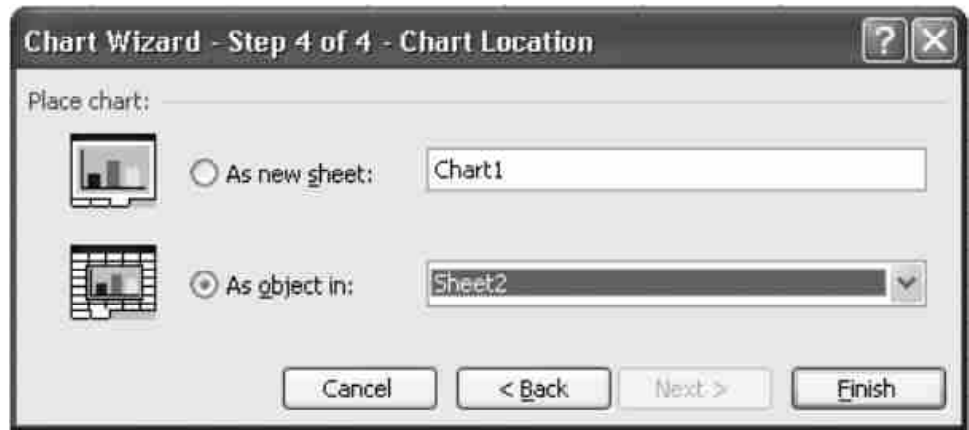 Chart Wizard - Step 4 of 4 - Chart Location
Place chart:
As new sheet: Chart1
As object in: Sheet2
Cancel < Back Next > Finish